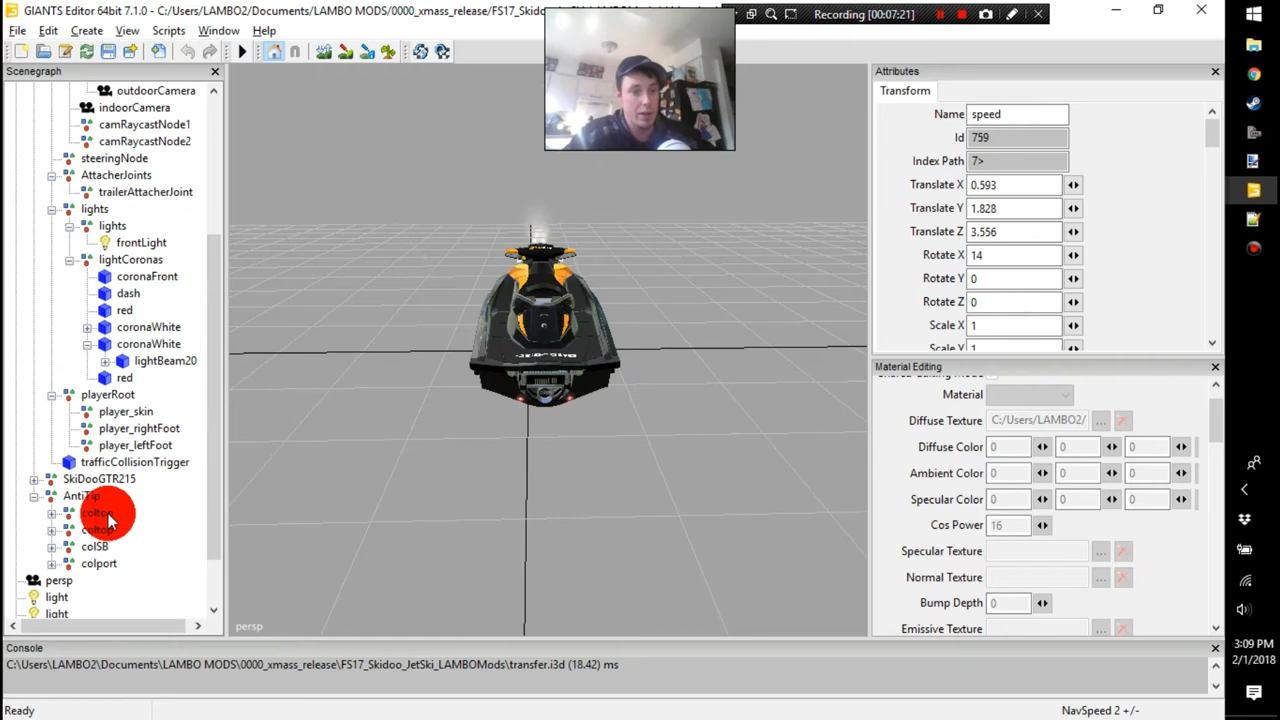 GIANTS Editor 64bit 7.1.0 - C:/Users/LAMBO2/Documents/LAMBO MODS/0000_xmass_release/FS17_Skido
Recording [00:07:21]
File Edit Create View Scripts Window Help
Scenegraph
outdoorCamera
indoorCamera
camRaycastNode1
camRaycastNode2
steeringNode
AttacherJoints
trailerAttacherJoint
lights
lights
frontLight
lightCoronas
coronaFront
dash
red
coronaWhite
coronaWhite
lightBeam20
red
playerRoot
player_skin
player_rightFoot
player_leftFoot
trafficCollisionTrigger
SkiDooGTR215
AntiTip
coltop
coltop
colSB
colport
persp
light
light
persp
Attributes
Transform
Name speed
Id 759
Index Path 7>
Translate X 0.593
Translate Y 1.828
Translate Z 3.556
Rotate X 14
Rotate Y 0
Rotate Z 0
Scale X 1
Scale Y 1
Material Editing
Material
Diffuse Texture C:/Users/LAMBO2/ ...
Diffuse Color 0 0 0
Ambient Color 0 0 0
Specular Color 0 0 0
Cos Power 16
Specular Texture ...
Normal Texture ...
Bump Depth 0
Emissive Texture ...
Console
C:\Users\LAMBO2\Documents\LAMBO MODS\0000_xmass_release\FS17_Skidoo_JetSki_LAMBOMods\transfer.i3d (18.42) ms
Ready
NavSpeed 2 +/-
3:09 PM
2/1/2018